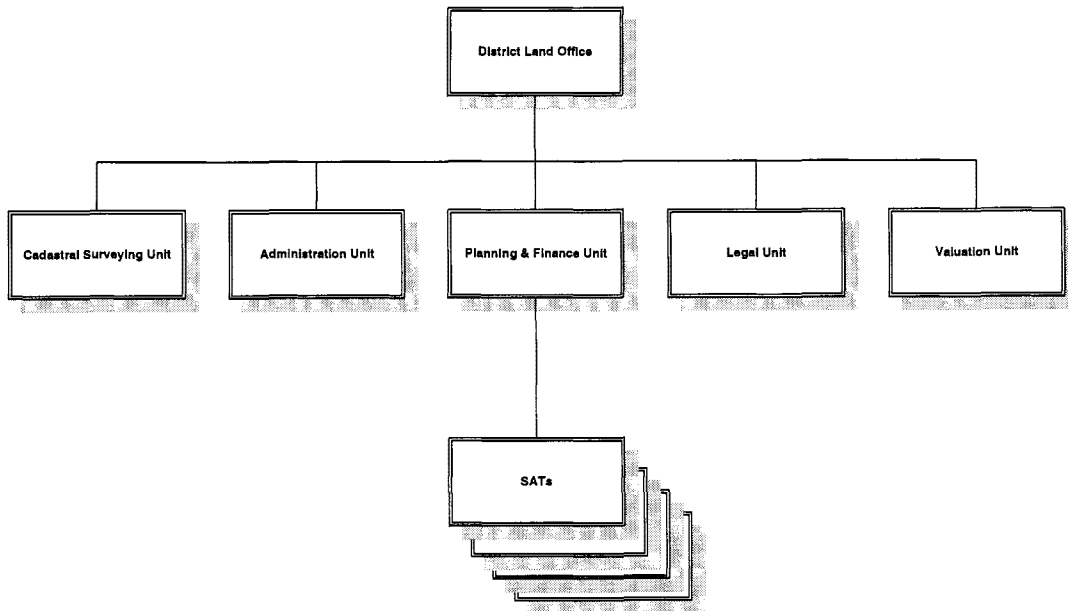 District Land Office
Cadastral Surveying Unit
Administration Unit
Planning & Finance Unit
Legal Unit
Valuation Unit
SATs